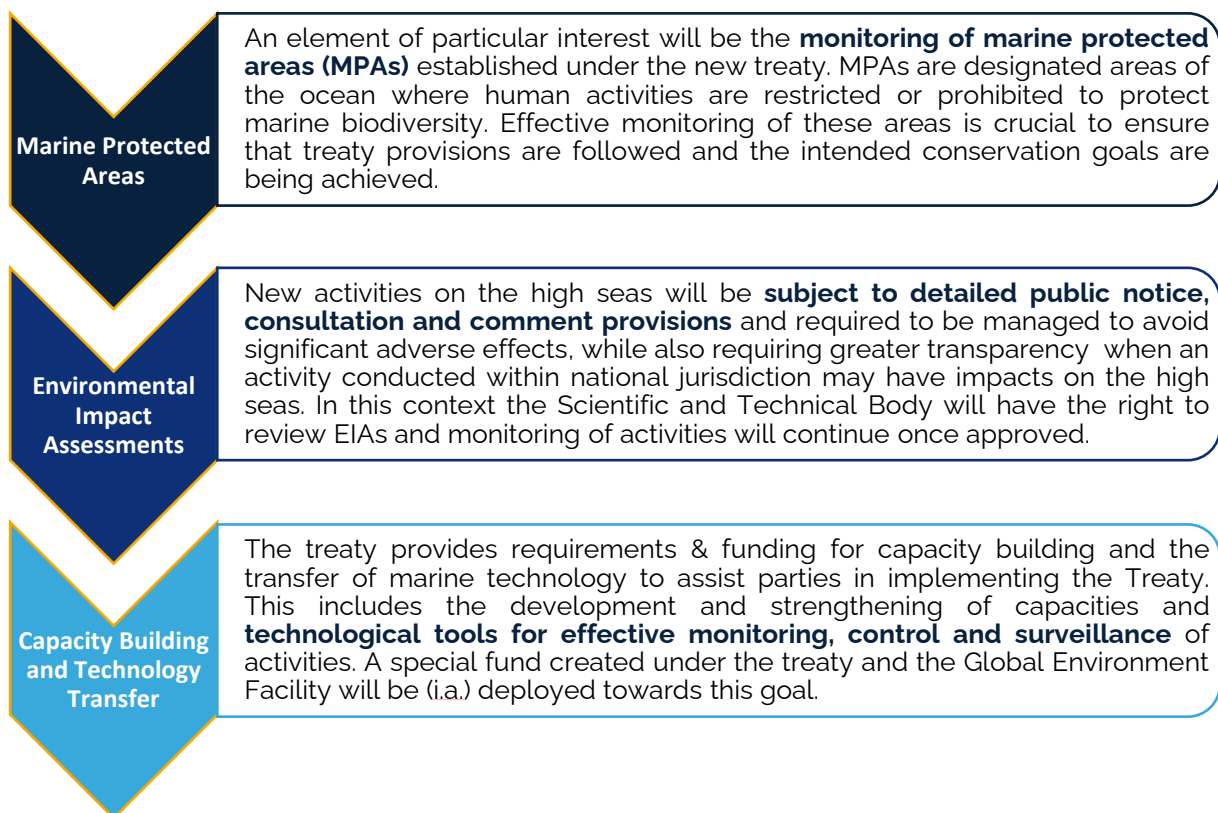 Marine Protected
Areas
An element of particular interest will be the monitoring of marine protected
areas (MPAs) established under the new treaty. MPAs are designated areas of
the ocean where human activities are restricted or prohibited to protect
marine biodiversity. Effective monitoring of these areas is crucial to ensure
that treaty provisions are followed and the intended conservation goals are
being achieved.
Environmental
Impact
Assessments
New activities on the high seas will be subject to detailed public notice,
consultation and comment provisions and required to be managed to avoid
significant adverse effects, while also requiring greater transparency when an
activity conducted within national jurisdiction may have impacts on the high
seas. In this context the Scientific and Technical Body will have the right to
review EIAs and monitoring of activities will continue once approved.
Capacity Building
and Technology
Transfer
The treaty provides requirements & funding for capacity building and the
transfer of marine technology to assist parties in implementing the Treaty.
This includes the development and strengthening of capacities and
technological tools for effective monitoring, control and surveillance of
activities. A special fund created under the treaty and the Global Environment
Facility will be (i.a.) deployed towards this goal.